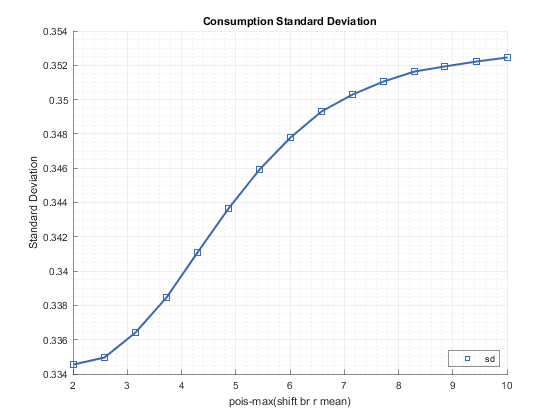 Consumption Standard Deviation
0.354
0.352
0.35
0.348
0.346
0.344
0.342
0.34
0.338
0.336
0.334
Standard Deviation
sd
2 3 4 5 6 7 8 9 10
pois-max(shift br r mean)